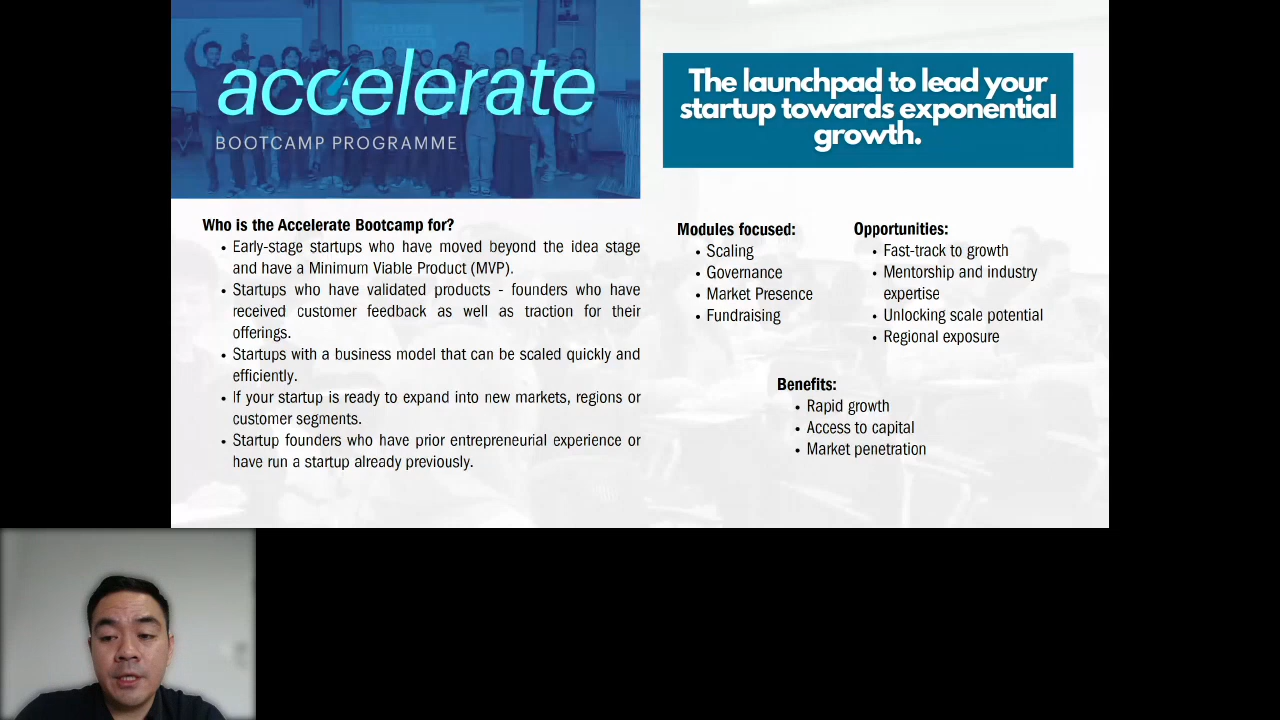 accelerate
BOOTCAMP PROGRAMME
The launchpad to lead your
startup towards exponential
growth.
Who is the Accelerate Bootcamp for?
• Early-stage startups who have moved beyond the idea stage
and have a Minimum Viable Product (MVP).
• Startups who have validated products - founders who have
received customer feedback as well as traction for their
offerings.
• Startups with a business model that can be scaled quickly and
efficiently.
• If your startup is ready to expand into new markets, regions or
customer segments.
• Startup founders who have prior entrepreneurial experience or
have run a startup already previously.
Modules focused:
• Scaling
• Governance
• Market Presence
• Fundraising
Opportunities:
• Fast-track to growth
• Mentorship and industry
expertise
• Unlocking scale potential
• Regional exposure
Benefits:
• Rapid growth
• Access to capital
• Market penetration